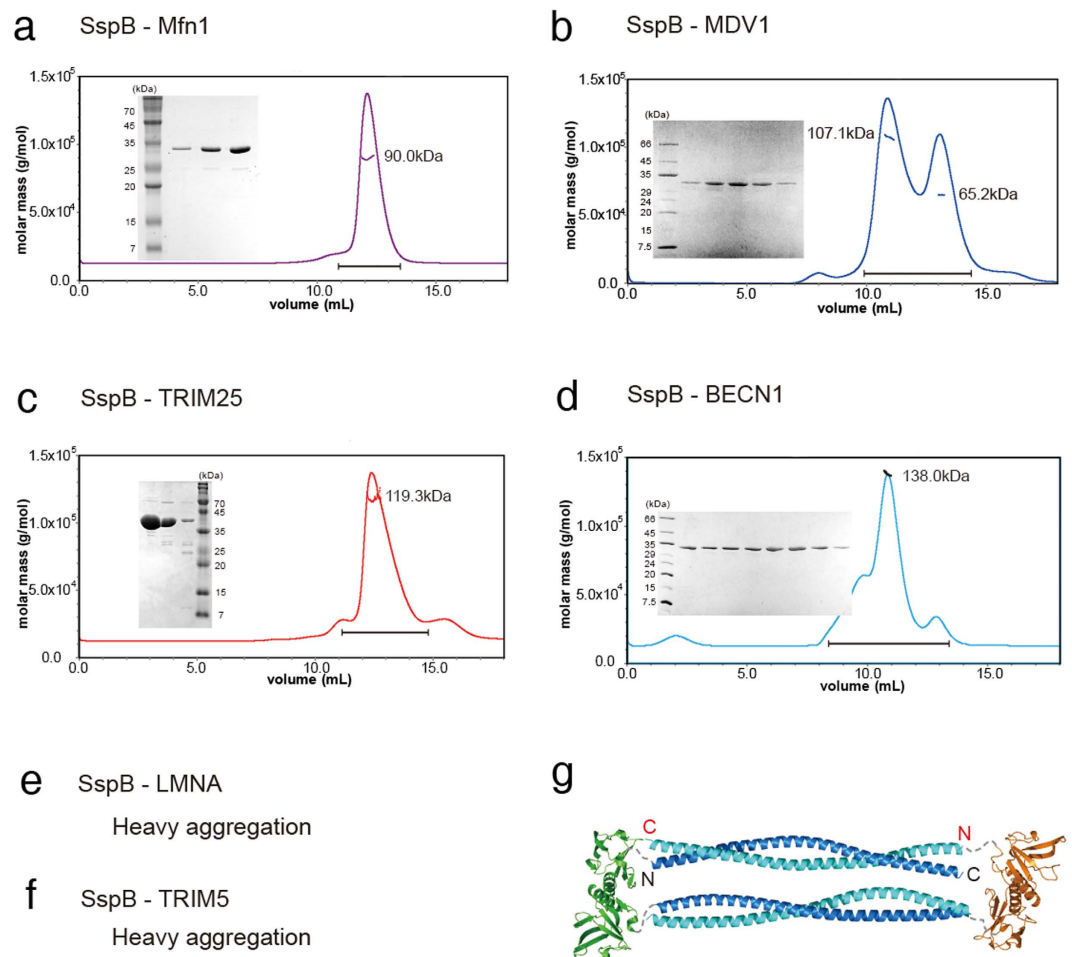 a SspB - Mfn1
1.5x10⁵
1.0x10⁵
5.0x10⁴
0.0
molar mass (g/mol)
(kDa)
70
45
35
25
20
15
7
90.0kDa
5.0
10.0
15.0
volume (mL)
b SspB - MDV1
1.5x10⁵
1.0x10⁵
5.0x10⁴
0.0
molar mass (g/mol)
(kDa)
66
45
35
29
24
20
15
7.5
107.1kDa
65.2kDa
0.0
5.0
10.0
15.0
volume (mL)
c SspB - TRIM25
1.5x10⁵
1.0x10⁵
5.0x10⁴
0.0
molar mass (g/mol)
(kDa)
70
45
35
25
20
15
7
119.3kDa
0.0
5.0
10.0
15.0
volume (mL)
d SspB - BECN1
1.5x10⁵
1.0x10⁵
5.0x10⁴
0.0
molar mass (g/mol)
(kDa)
66
45
35
29
24
20
15
7.5
138.0kDa
0.0
5.0
10.0
15.0
volume (mL)
e SspB - LMNA
Heavy aggregation
f SspB - TRIM5
Heavy aggregation
g
C
N
N
C